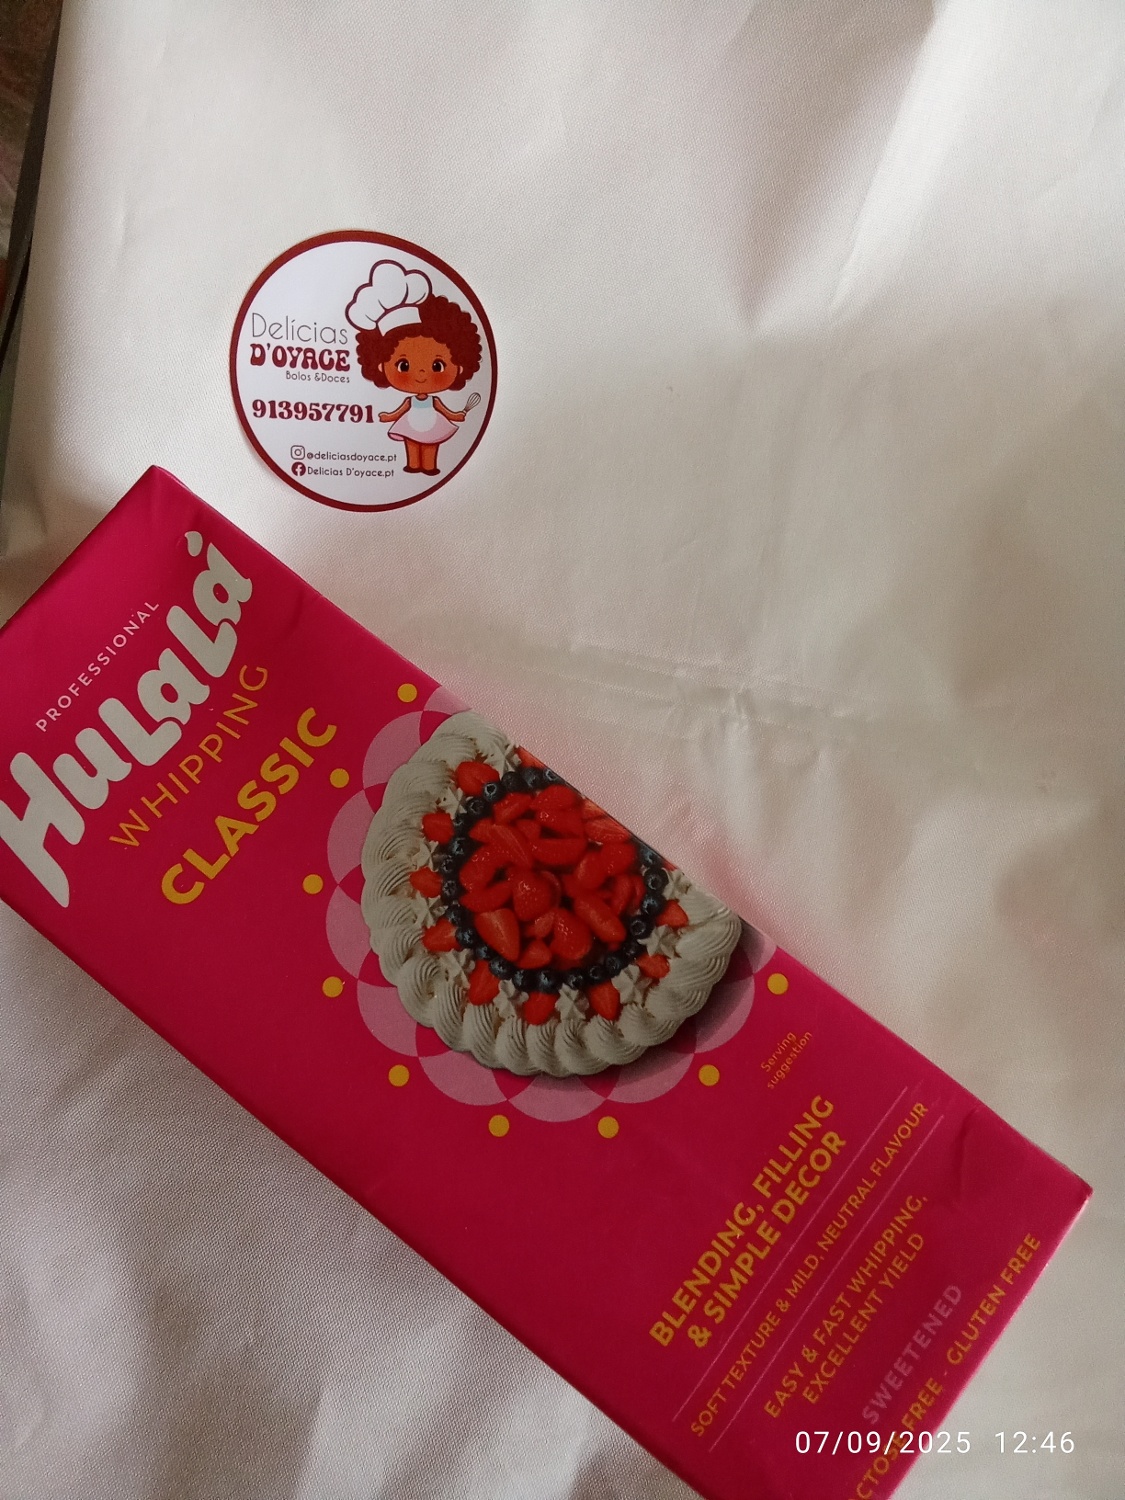 Delícias
D'OYACE
Bolos &Doces
913957791
@deliciasdoyace.pt
Delicias D'oyace.pt
PROFESSIONAL
HuLaLá
WHIPPING
CLASSIC
Serving
suggestion
BLENDING, FILLING
& SIMPLE DECOR
SOFT TEXTURE & MILD, NEUTRAL FLAVOUR
EASY & FAST WHIPPING,
EXCELLENT YIELD
SWEETENED
CTOSE FREE - GLUTEN FREE
07/09/2025 12:46